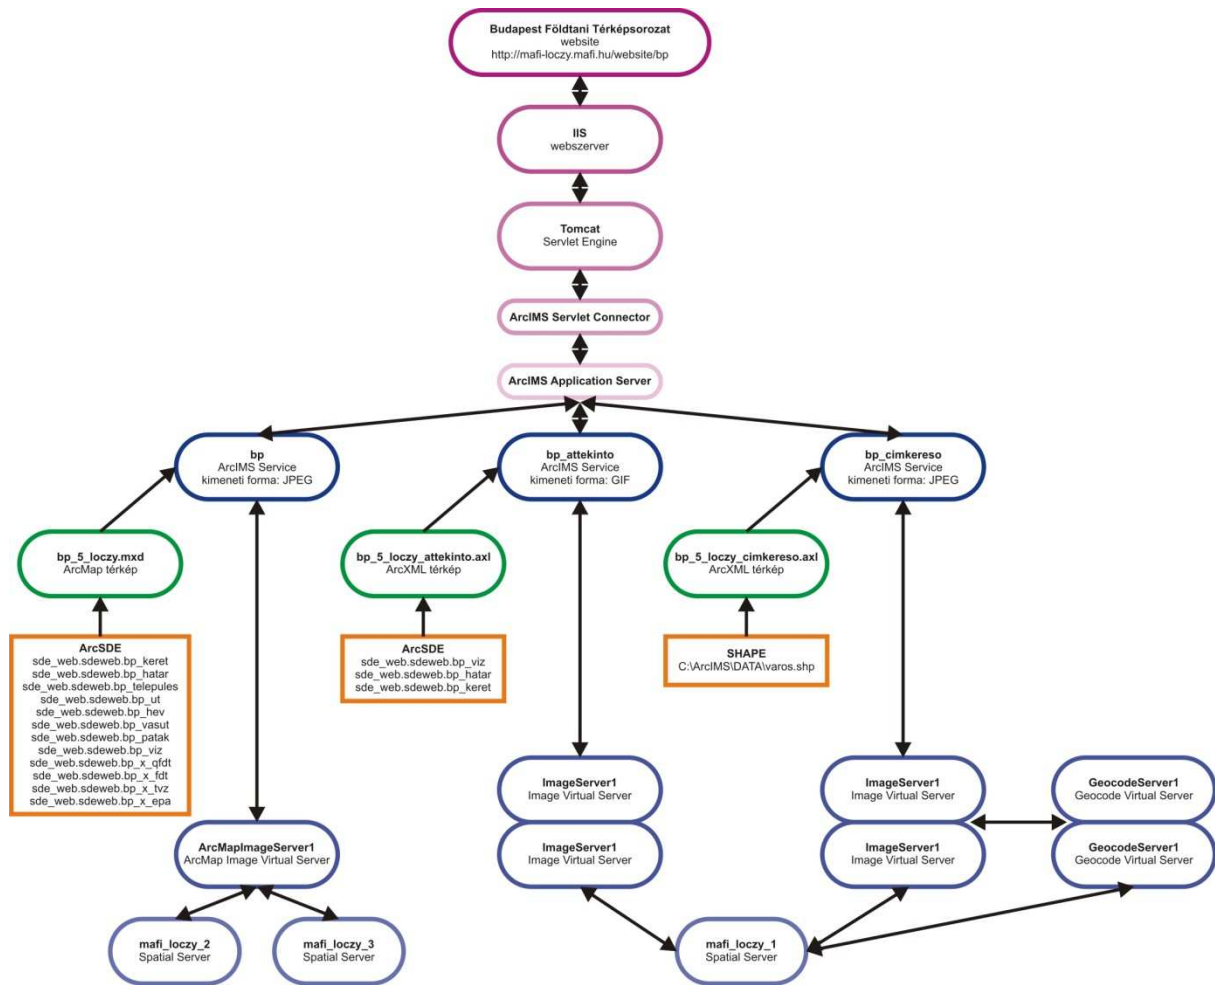 Budapest Földtani Térképsorozat
website
http://mafi-loczy.mafi.hu/website/bp
IIS
webszerver
Tomcat
Servlet Engine
ArcIMS Servlet Connector
ArcIMS Application Server
bp
ArcIMS Service
kimeneti forma: JPEG
bp_attekinto
ArcIMS Service
kimeneti forma: GIF
bp_cimkereso
ArcIMS Service
kimeneti forma: JPEG
bp_5_loczy.mxd
ArcMap térkép
bp_5_loczy_attekinto.axl
ArcXML térkép
bp_5_loczy_cimkereso.axl
ArcXML térkép
ArcSDE
sde_web.sdeweb.bp_keret
sde_web.sdeweb.bp_hatar
sde_web.sdeweb.bp_telepules
sde_web.sdeweb.bp_ut
sde_web.sdeweb.bp_hev
sde_web.sdeweb.bp_vasut
sde_web.sdeweb.bp_patak
sde_web.sdeweb.bp_viz
sde_web.sdeweb.bp_x_qfdt
sde_web.sdeweb.bp_x_fdt
sde_web.sdeweb.bp_x_tvz
sde_web.sdeweb.bp_x_epa
ArcSDE
sde_web.sdeweb.bp_viz
sde_web.sdeweb.bp_hatar
sde_web.sdeweb.bp_keret
SHAPE
C:\ArcIMS\DATA\varos.shp
ImageServer1
Image Virtual Server
ImageServer1
Image Virtual Server
GeocodeServer1
Geocode Virtual Server
ArcMapImageServer1
ArcMap Image Virtual Server
ImageServer1
Image Virtual Server
ImageServer1
Image Virtual Server
GeocodeServer1
Geocode Virtual Server
mafi_loczy_2
Spatial Server
mafi_loczy_3
Spatial Server
mafi_loczy_1
Spatial Server